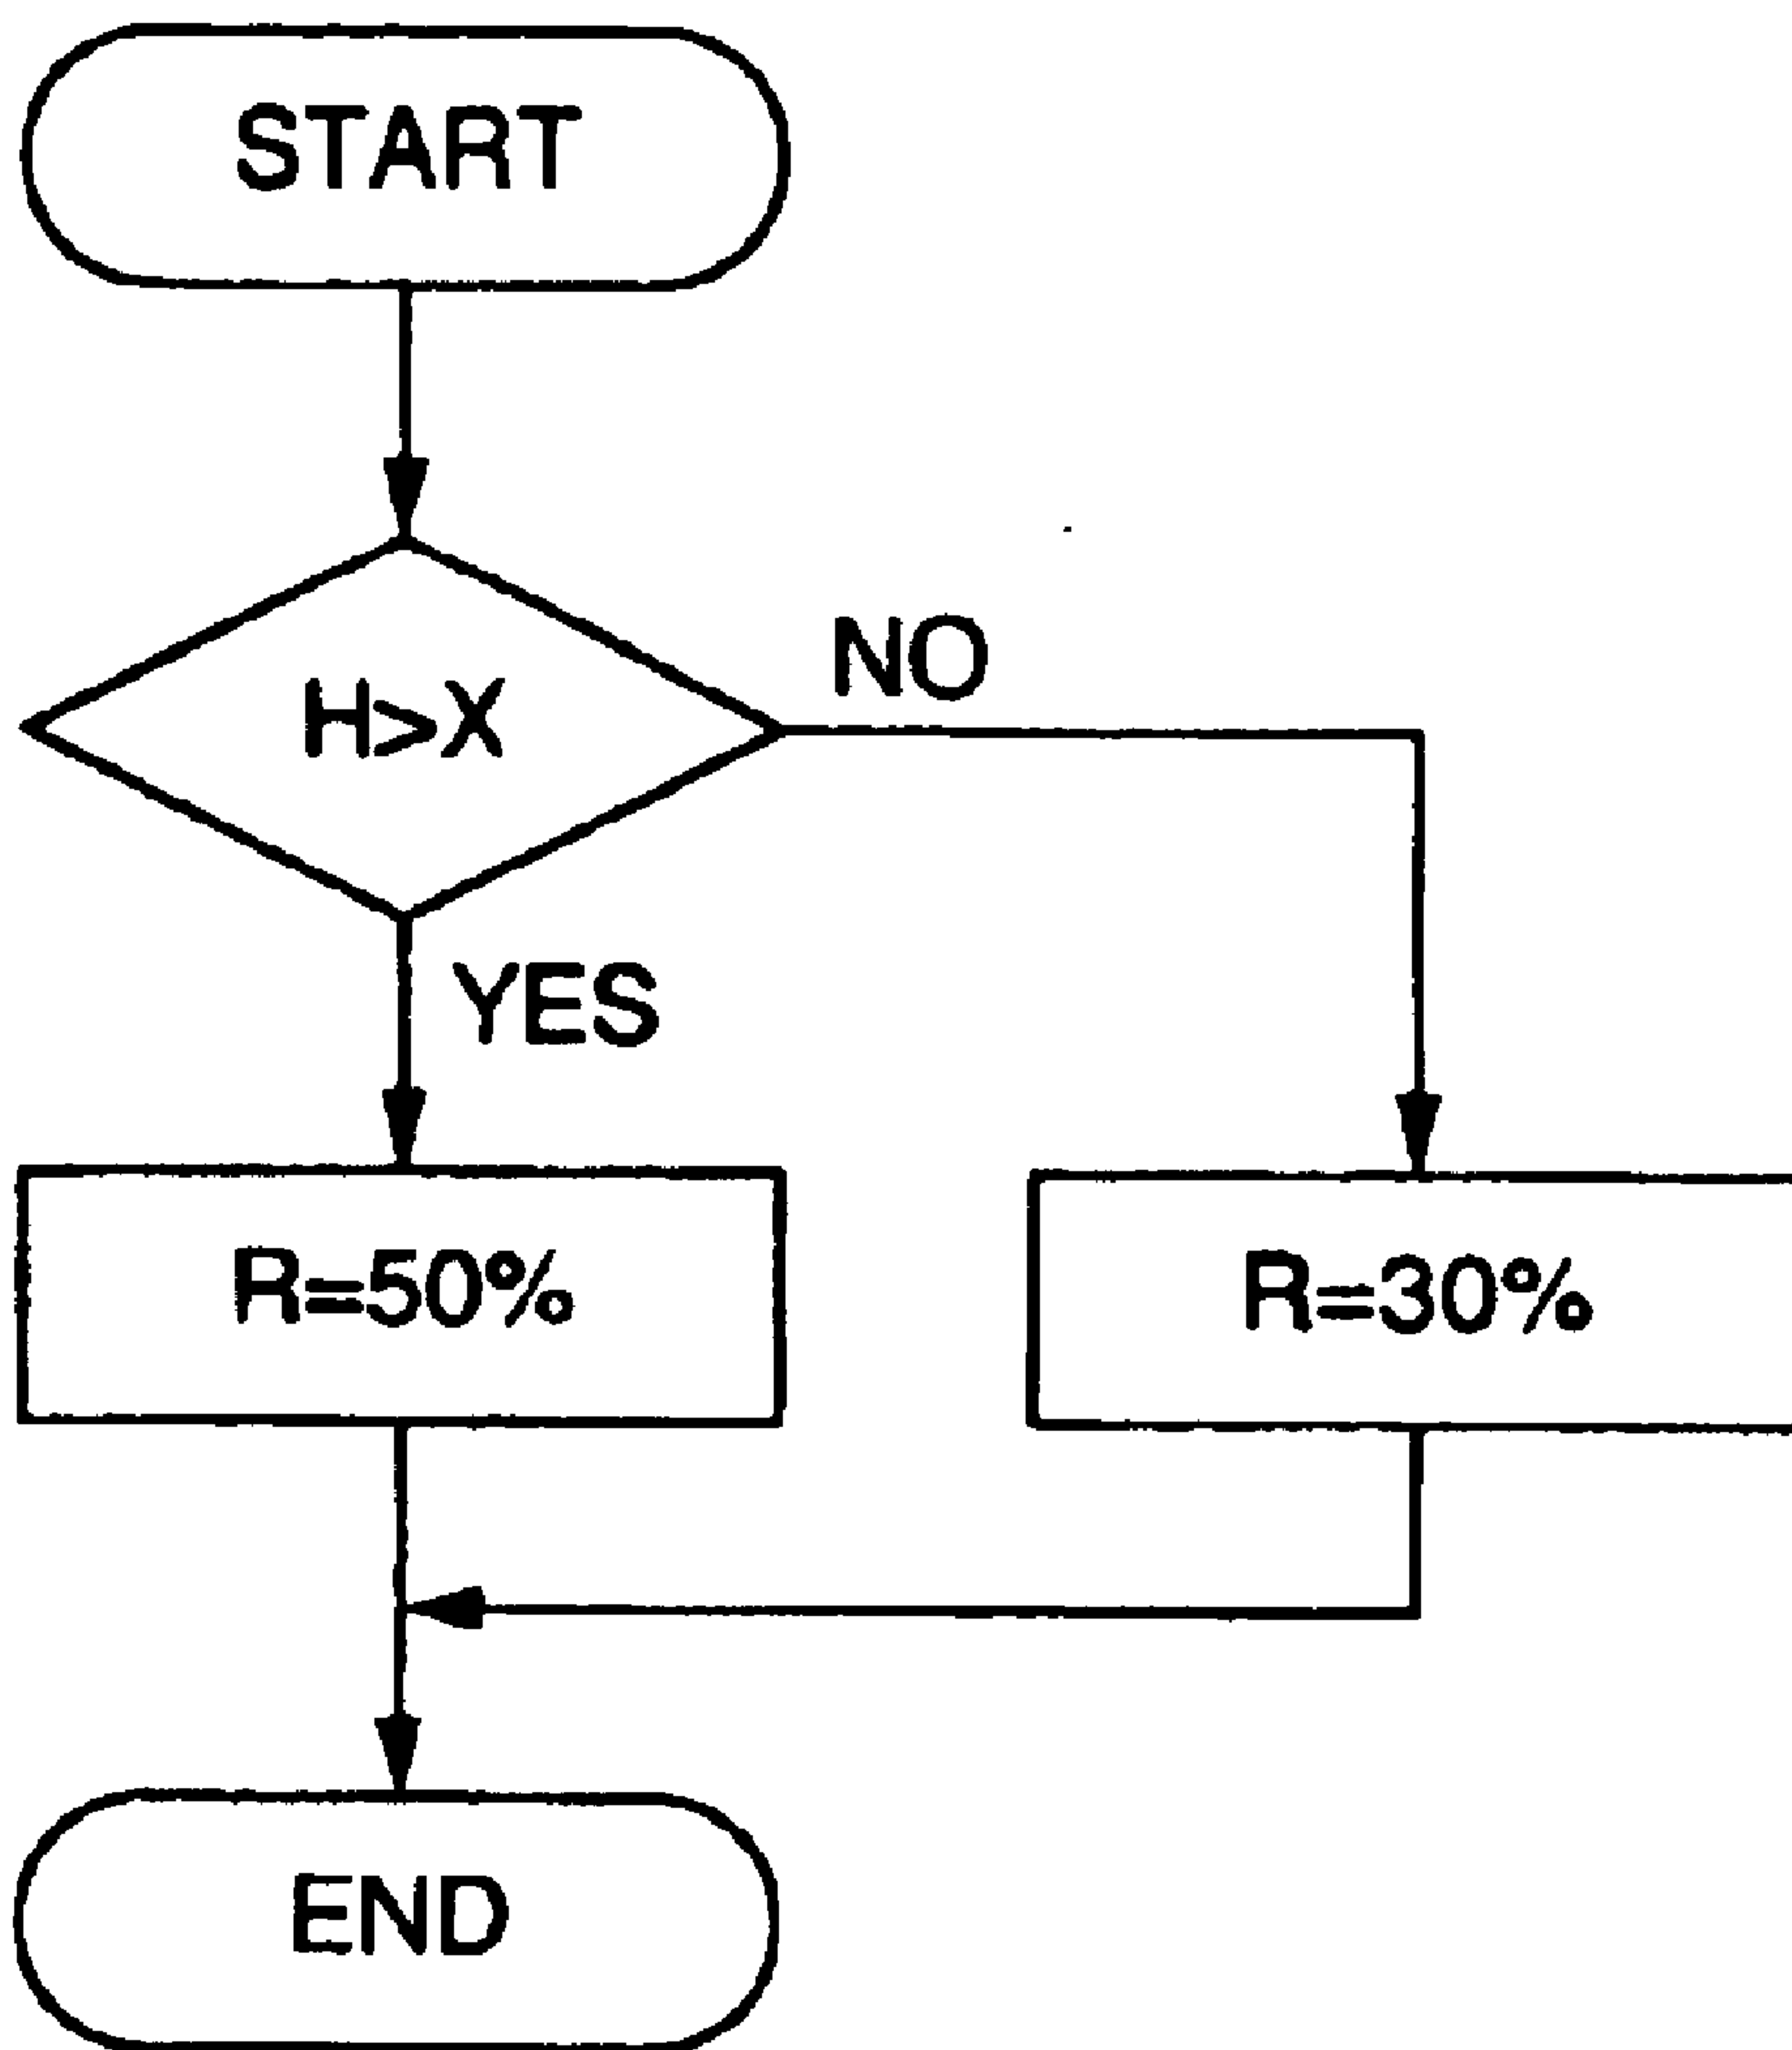 START
H>X
NO
YES
R=50%
R=30%
END